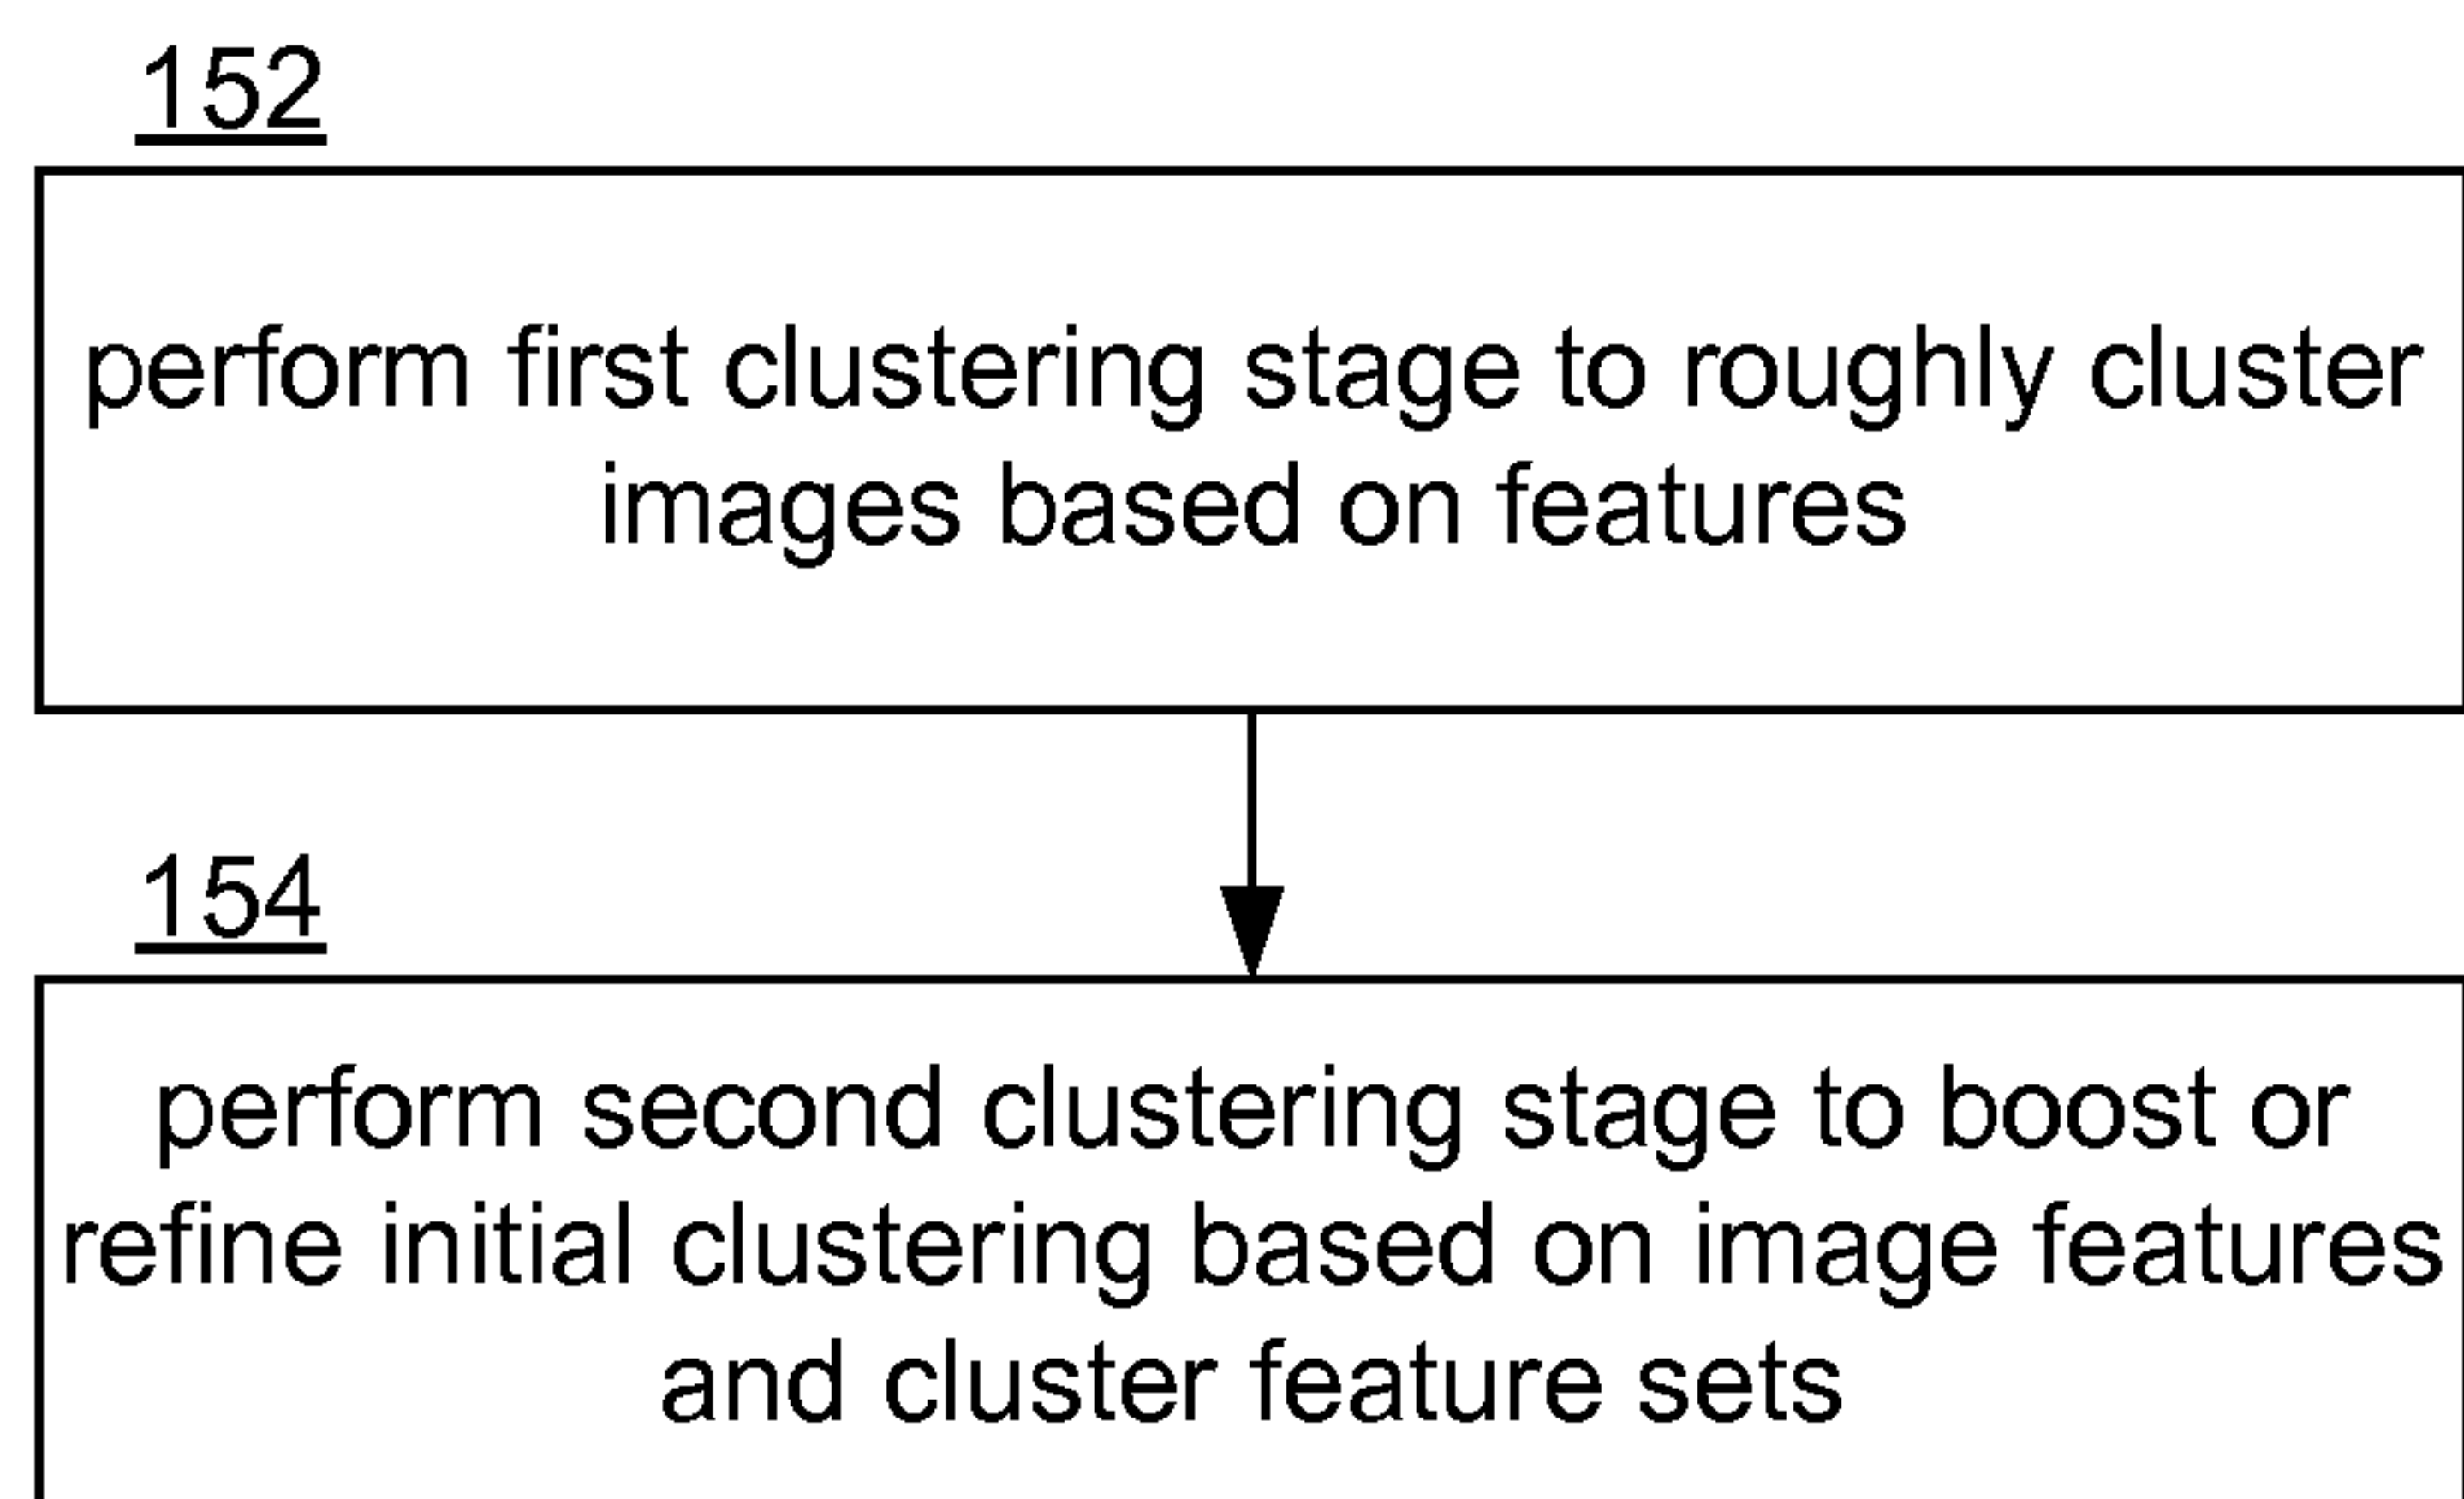 152
perform first clustering stage to roughly cluster
images based on features
154
perform second clustering stage to boost or
refine initial clustering based on image features
and cluster feature sets